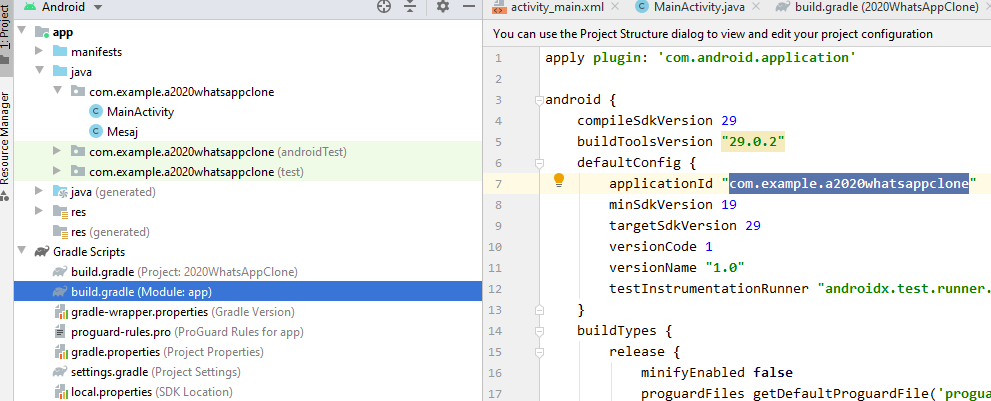 1: Project
Resource Manager
Android
app
manifests
java
com.example.a2020whatsappclone
MainActivity
Mesaj
com.example.a2020whatsappclone (androidTest)
com.example.a2020whatsappclone (test)
java (generated)
res
res (generated)
Gradle Scripts
build.gradle (Project: 2020WhatsAppClone)
build.gradle (Module: app)
gradle-wrapper.properties (Gradle Version)
proguard-rules.pro (ProGuard Rules for app)
gradle.properties (Project Properties)
settings.gradle (Project Settings)
local.properties (SDK Location)
activity_main.xml
MainActivity.java
build.gradle (2020WhatsAppClone)
You can use the Project Structure dialog to view and edit your project configuration
1 apply plugin: 'com.android.application'
2
3 android {
4 compileSdkVersion 29
5 buildToolsVersion "29.0.2"
6 defaultConfig {
7 applicationId "com.example.a2020whatsappclone"
8 minSdkVersion 19
9 targetSdkVersion 29
10 versionCode 1
11 versionName "1.0"
12 testInstrumentationRunner "androidx.test.runner.
13 }
14 buildTypes {
15 release {
16 minifyEnabled false
17 proguardFiles getDefaultProguardFile('progua